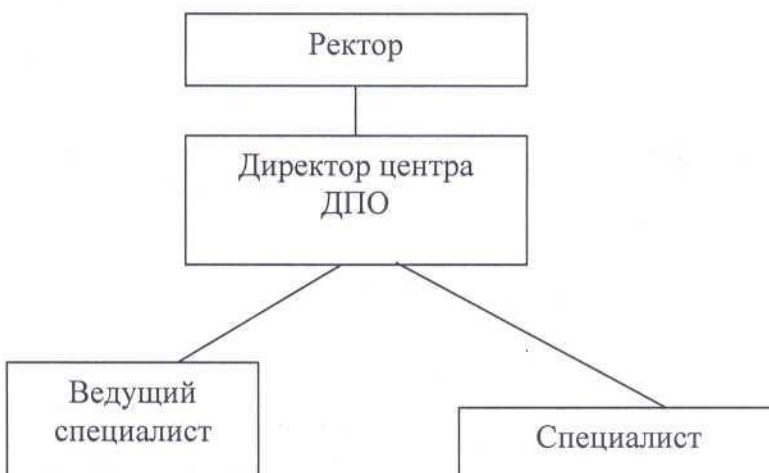 Ректор
Директор центра
ДПО
Ведущий
специалист
Специалист